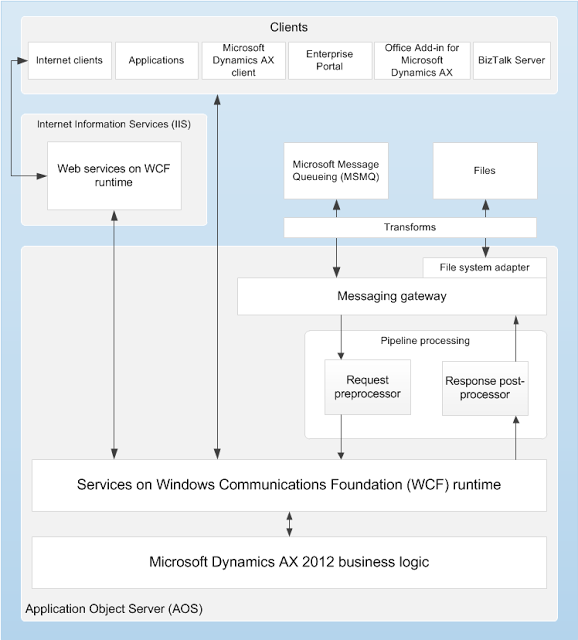 Clients
Internet clients
Applications
Microsoft
Dynamics AX
client
Enterprise
Portal
Office Add-in for
Microsoft
Dynamics AX
BizTalk Server
Internet Information Services (IIS)
Web services on WCF
runtime
Microsoft Message
Queueing (MSMQ)
Files
Transforms
File system adapter
Messaging gateway
Pipeline processing
Request
preprocessor
Response post-
processor
Services on Windows Communications Foundation (WCF) runtime
Microsoft Dynamics AX 2012 business logic
Application Object Server (AOS)